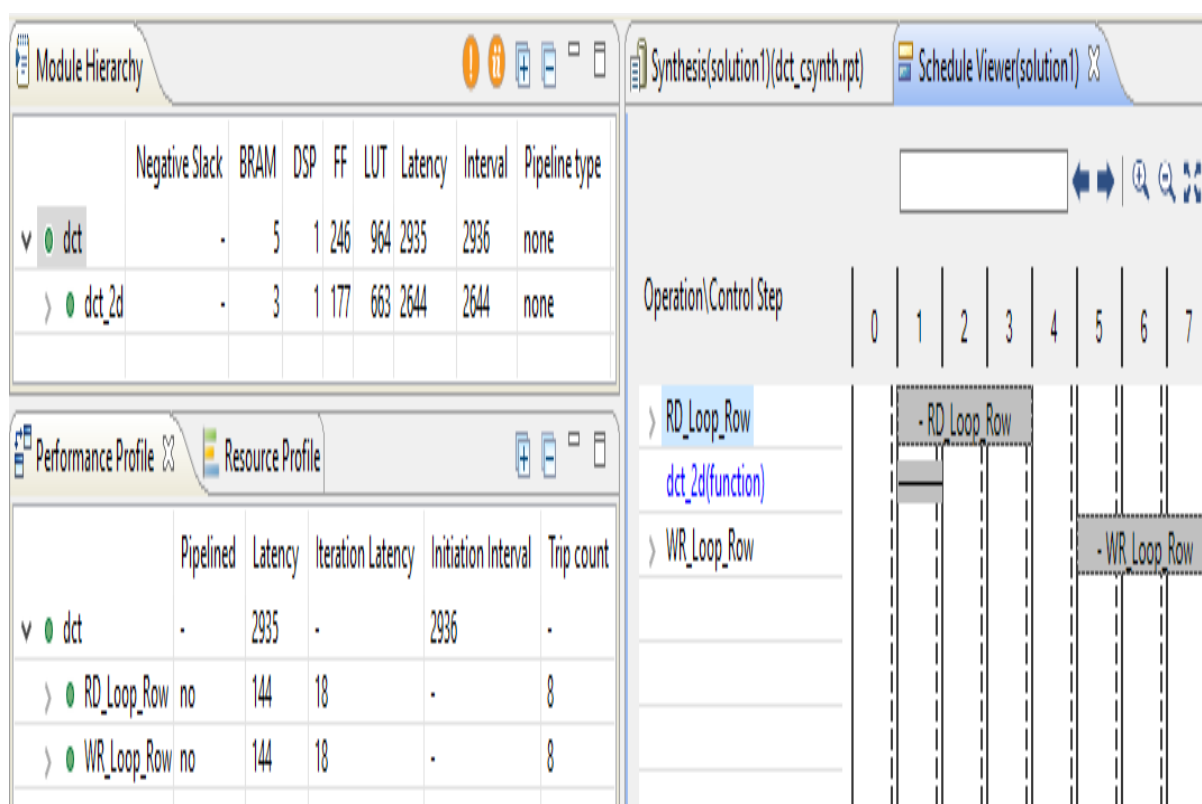 Module Hierarchy
Negative Slack BRAM DSP FF LUT Latency Interval Pipeline type
dct - 5 1 246 964 2935 2936 none
dct_2d - 3 1 177 663 2644 2644 none
Performance Profile Resource Profile
Pipelined Latency Iteration Latency Initiation Interval Trip count
dct - 2935 - 2936 -
RD_Loop_Row no 144 18 - 8
WR_Loop_Row no 144 18 - 8
Synthesis(solution1)(dct_csynth.rpt) Schedule Viewer(solution1)
Operation\Control Step 0 1 2 3 4 5 6 7
RD_Loop_Row - RD_Loop_Row
dct_2d(function)
WR_Loop_Row - WR_Loop_Row